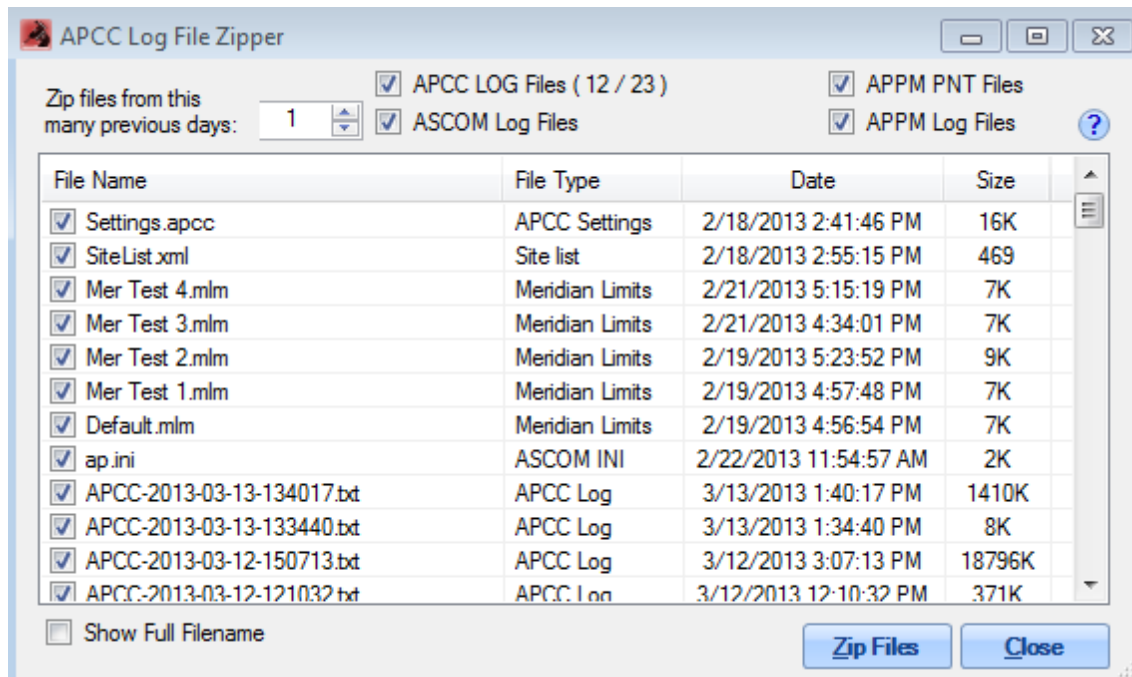 APCC Log File Zipper
Zip files from this
many previous days:
1
APCC LOG Files ( 12 / 23 )
APPM PNT Files
ASCOM Log Files
APPM Log Files
?
File Name File Type Date Size
Settings.apcc APCC Settings 2/18/2013 2:41:46 PM 16K
SiteList.xml Site list 2/18/2013 2:55:15 PM 469
Mer Test 4.mlm Meridian Limits 2/21/2013 5:15:19 PM 7K
Mer Test 3.mlm Meridian Limits 2/21/2013 4:34:01 PM 7K
Mer Test 2.mlm Meridian Limits 2/19/2013 5:23:52 PM 9K
Mer Test 1.mlm Meridian Limits 2/19/2013 4:57:48 PM 7K
Default.mlm Meridian Limits 2/19/2013 4:56:54 PM 7K
ap.ini ASCOM INI 2/22/2013 11:54:57 AM 2K
APCC-2013-03-13-134017.txt APCC Log 3/13/2013 1:40:17 PM 1410K
APCC-2013-03-13-133440.txt APCC Log 3/13/2013 1:34:40 PM 8K
APCC-2013-03-12-150713.txt APCC Log 3/12/2013 3:07:13 PM 18796K
APCC-2013-03-12-121032.txt APCC Log 3/12/2013 12:10:32 PM 371K
Show Full Filename
Zip Files
Close